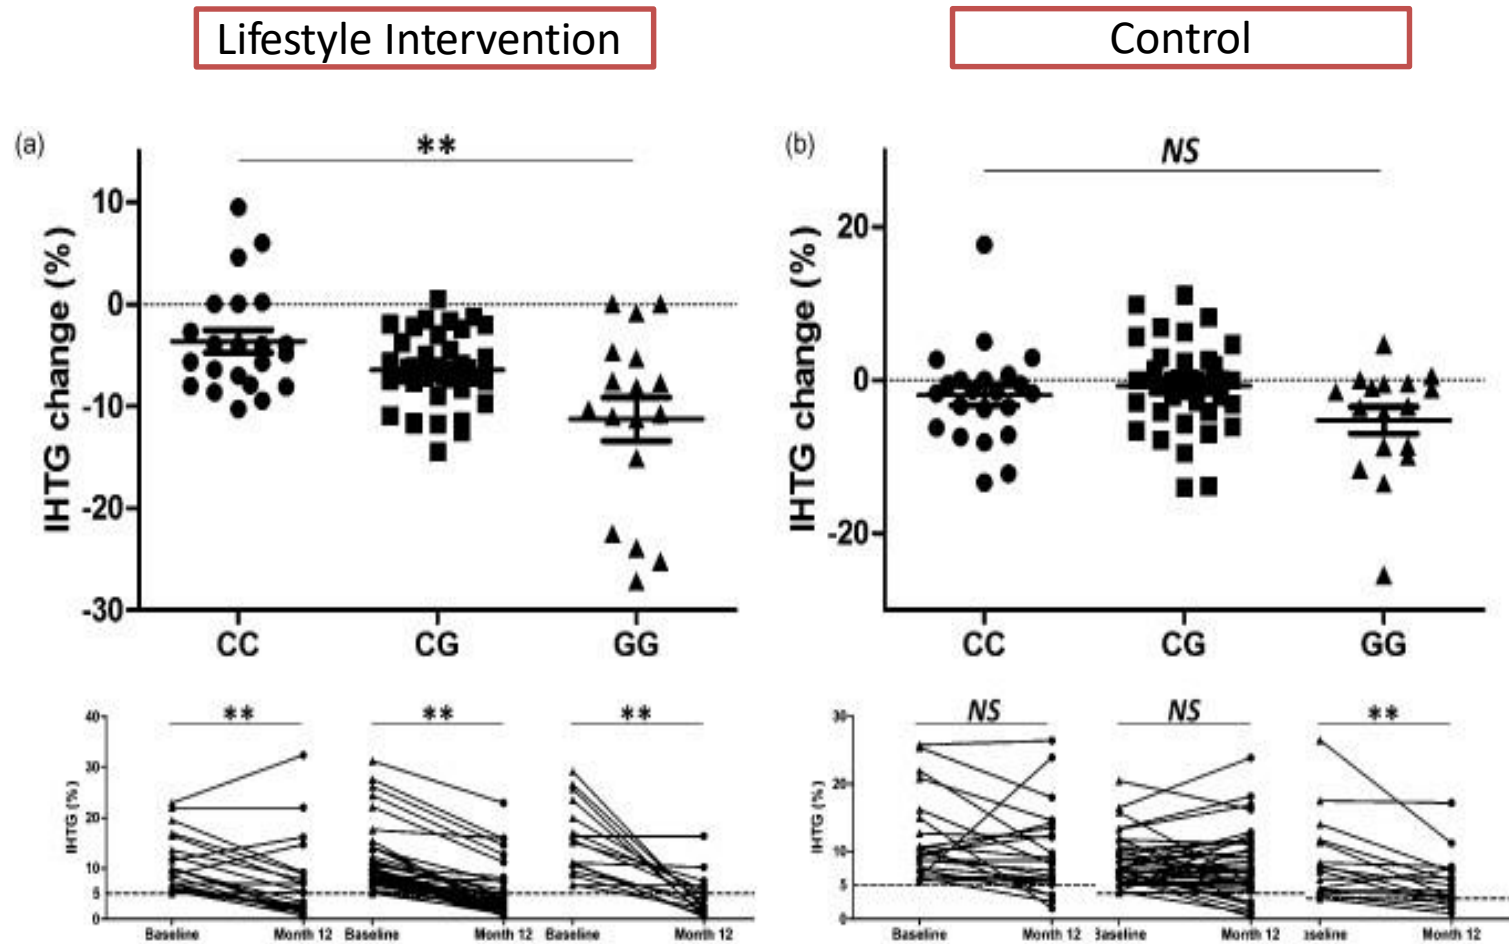 Lifestyle Intervention
Control
(a)
**
10
0
-10
-20
-30
IHTG change (%)
CC
CG
GG
(b)
NS
20
0
-20
IHTG change (%)
CC
CG
GG
**
**
**
40
30
20
10
5
0
IHTG (%)
Baseline
Month 12
Baseline
Month 12
Baseline
Month 12
NS
NS
**
30
20
10
5
0
IHTG (%)
Baseline
Month 12
3aseline
Month 12
aseline
Month 12